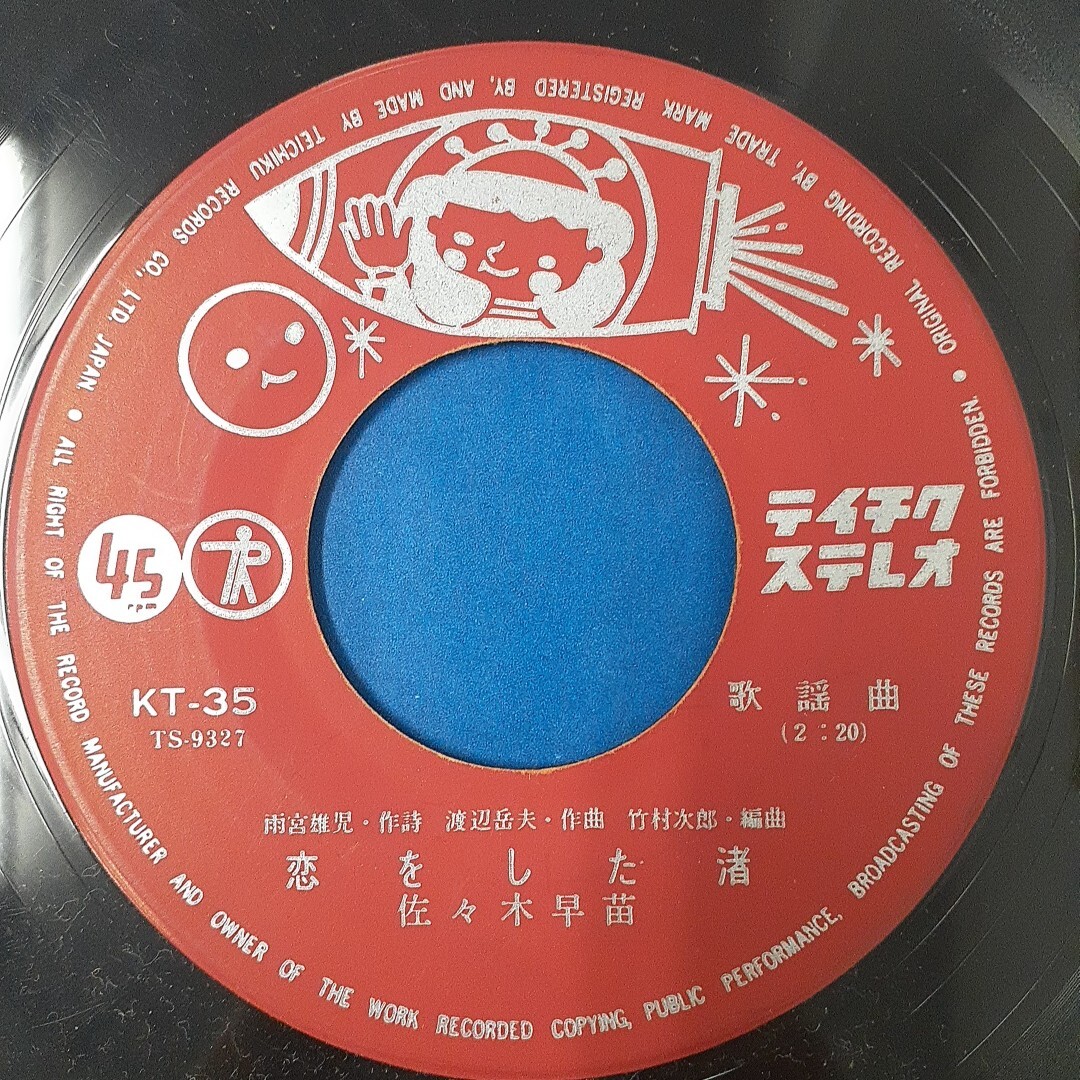 ORIGINAL RECORDING BY, TRADE MARK REGISTERED BY, AND MADE BY TEICHIKU RECORDS CO., LTD. JAPAN • ALL RIGHT OF THE RECORD MANUFACTURER AND OWNER OF THE WORK RECORDED COPYING, PUBLIC PERFORMANCE, BROADCASTING OF THESE RECORDS ARE FORBIDDEN. •
テイチク
ステレオ
45
rpm
KT-35
TS-9327
歌謡曲
(2:20)
雨宮雄児・作詩 渡辺岳夫・作曲 竹村次郎・編曲
恋をした渚
佐々木早苗